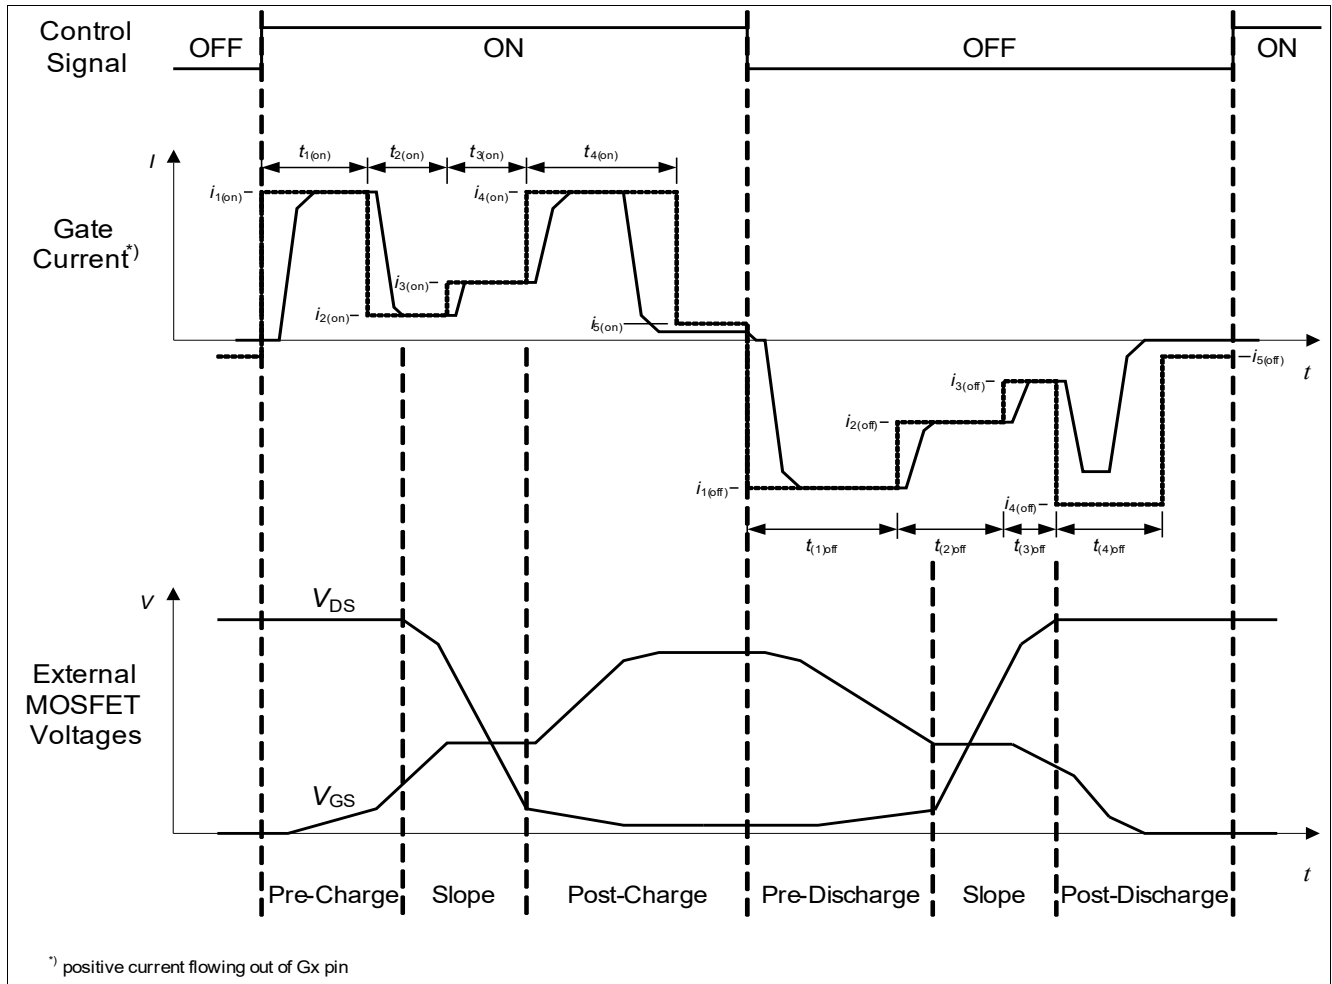 Control
Signal
OFF
ON
OFF
ON
I
t1(on)
t2(on)
t3(on)
t4(on)
i1(on)
i4(on)
Gate
Current*)
i3(on)
i2(on)
i5(on)
i5(off)
t
i3(off)
i2(off)
i1(off)
i4(off)
t(1)off
t(2)off
t(3)off
t(4)off
V
VDS
External
MOSFET
Voltages
VGS
t
Pre-Charge
Slope
Post-Charge
Pre-Discharge
Slope
Post-Discharge
*) positive current flowing out of Gx pin